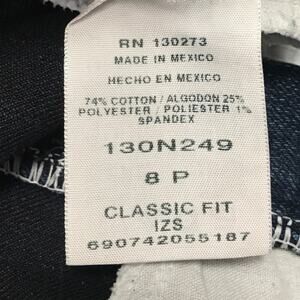 RN 130273
MADE IN MEXICO
HECHO EN MEXICO
74% COTTON / ALGODON 25%
POLYESTER / POLIESTER 1%
SPANDEX
130N249
8 P
CLASSIC FIT
IZS
690742055187